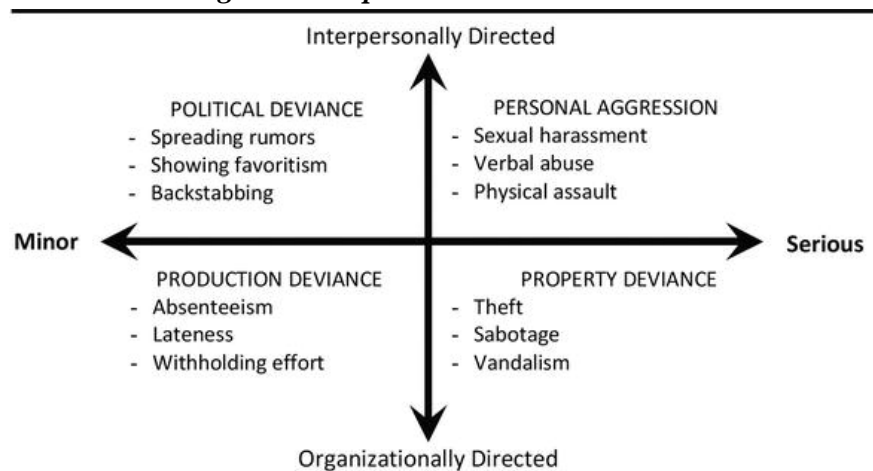 Interpersonally Directed
POLITICAL DEVIANCE
- Spreading rumors
- Showing favoritism
- Backstabbing
PERSONAL AGGRESSION
- Sexual harassment
- Verbal abuse
- Physical assault
Minor
Serious
PRODUCTION DEVIANCE
- Absenteeism
- Lateness
- Withholding effort
PROPERTY DEVIANCE
- Theft
- Sabotage
- Vandalism
Organizationally Directed